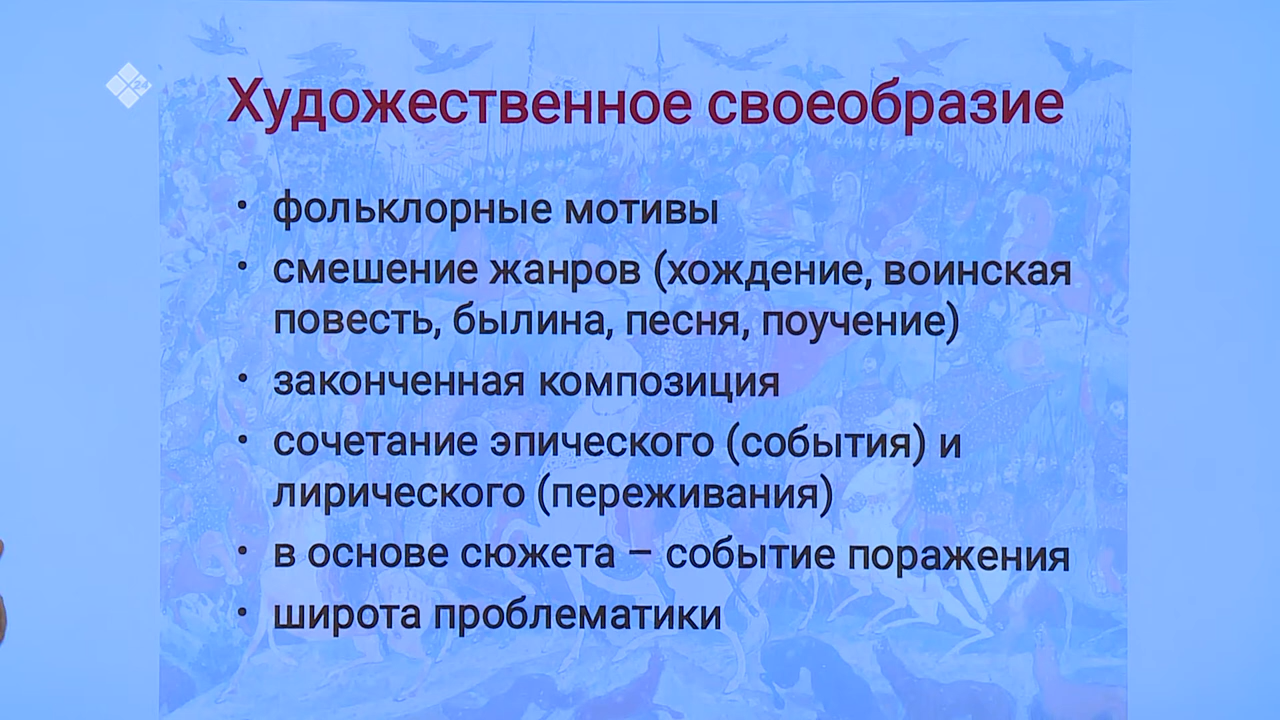 24
Художественное своеобразие
• фольклорные мотивы
• смешение жанров (хождение, воинская
повесть, былина, песня, поучение)
• законченная композиция
• сочетание эпического (события) и
лирического (переживания)
• в основе сюжета – событие поражения
• широта проблематики